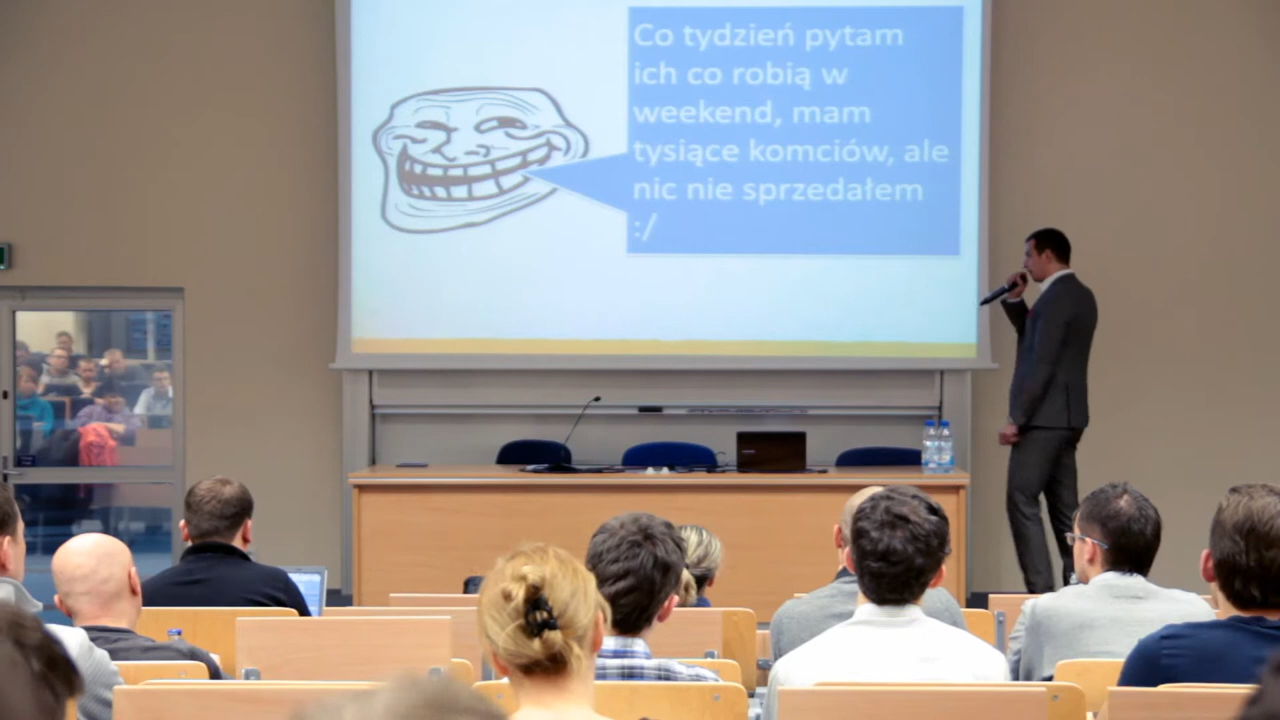 Co tydzień pytam
ich co robią w
weekend, mam
tysiące komciów, ale
nic nie sprzedałem
:/